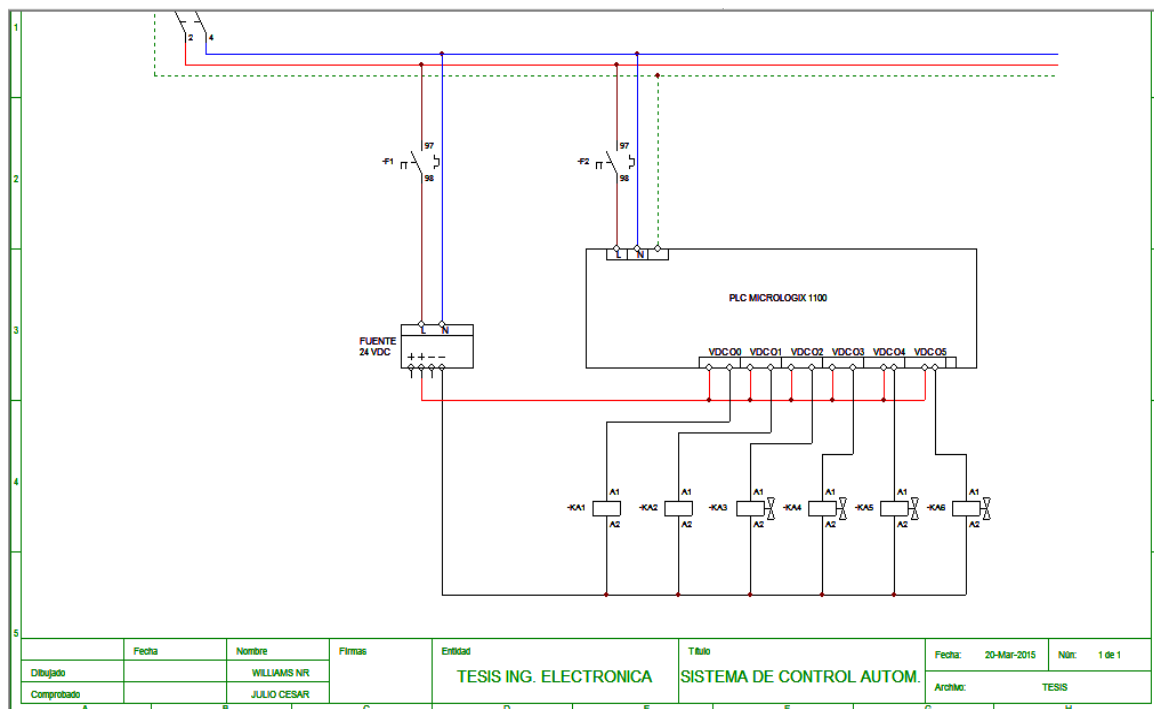 1
2 4
97
-F1
98
97
-F2
98
2
L N
PLC MICROLOGIX 1100
3
L N
FUENTE
24 VDC
++--
VDC O0 VDC O1 VDC O2 VDC O3 VDC O4 VDC O5
4
A1 A1 A1 A1 A1 A1
-KA1 -KA2 -KA3 -KA4 -KA5 -KA6
A2 A2 A2 A2 A2 A2
5
Fecha Nombre Firmas Entidad Título Fecha: 20-Mar-2015 Núm: 1 de 1
Dibujado WILLIAMS NR
TESIS ING. ELECTRONICA SISTEMA DE CONTROL AUTOM.
Comprobado JULIO CESAR Archivo: TESIS